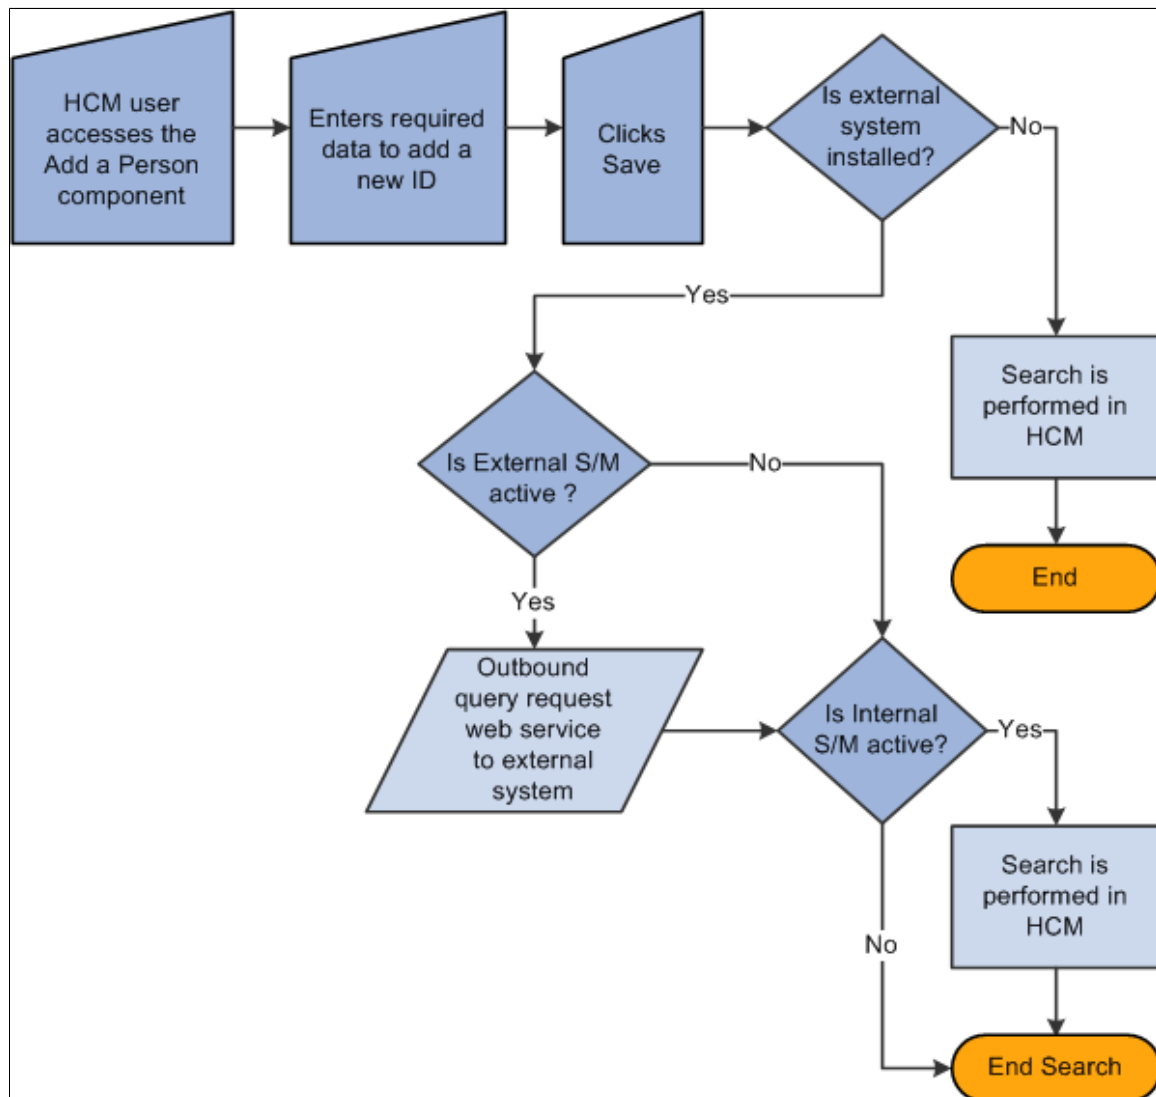 HCM user
accesses the
Add a Person
component
Enters required
data to add a
new ID
Clicks
Save
Is external
system
installed?
No
Yes
Search is
performed in
HCM
End
Is External S/M
active ?
No
Yes
Outbound
query request
web service
to external
system
Is Internal
S/M active?
Yes
No
Search is
performed in
HCM
End Search